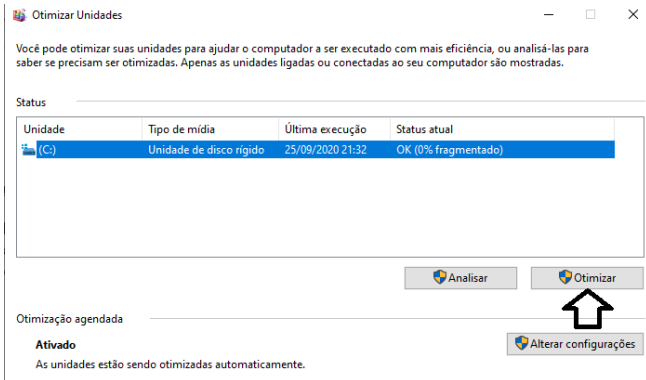 Otimizar Unidades
Você pode otimizar suas unidades para ajudar o computador a ser executado com mais eficiência, ou analisá-las para
saber se precisam ser otimizadas. Apenas as unidades ligadas ou conectadas ao seu computador são mostradas.
Status
Unidade Tipo de mídia Última execução Status atual
(C:) Unidade de disco rígido 25/09/2020 21:32 OK (0% fragmentado)
Analisar Otimizar
Otimização agendada
Ativado Alterar configurações
As unidades estão sendo otimizadas automaticamente.